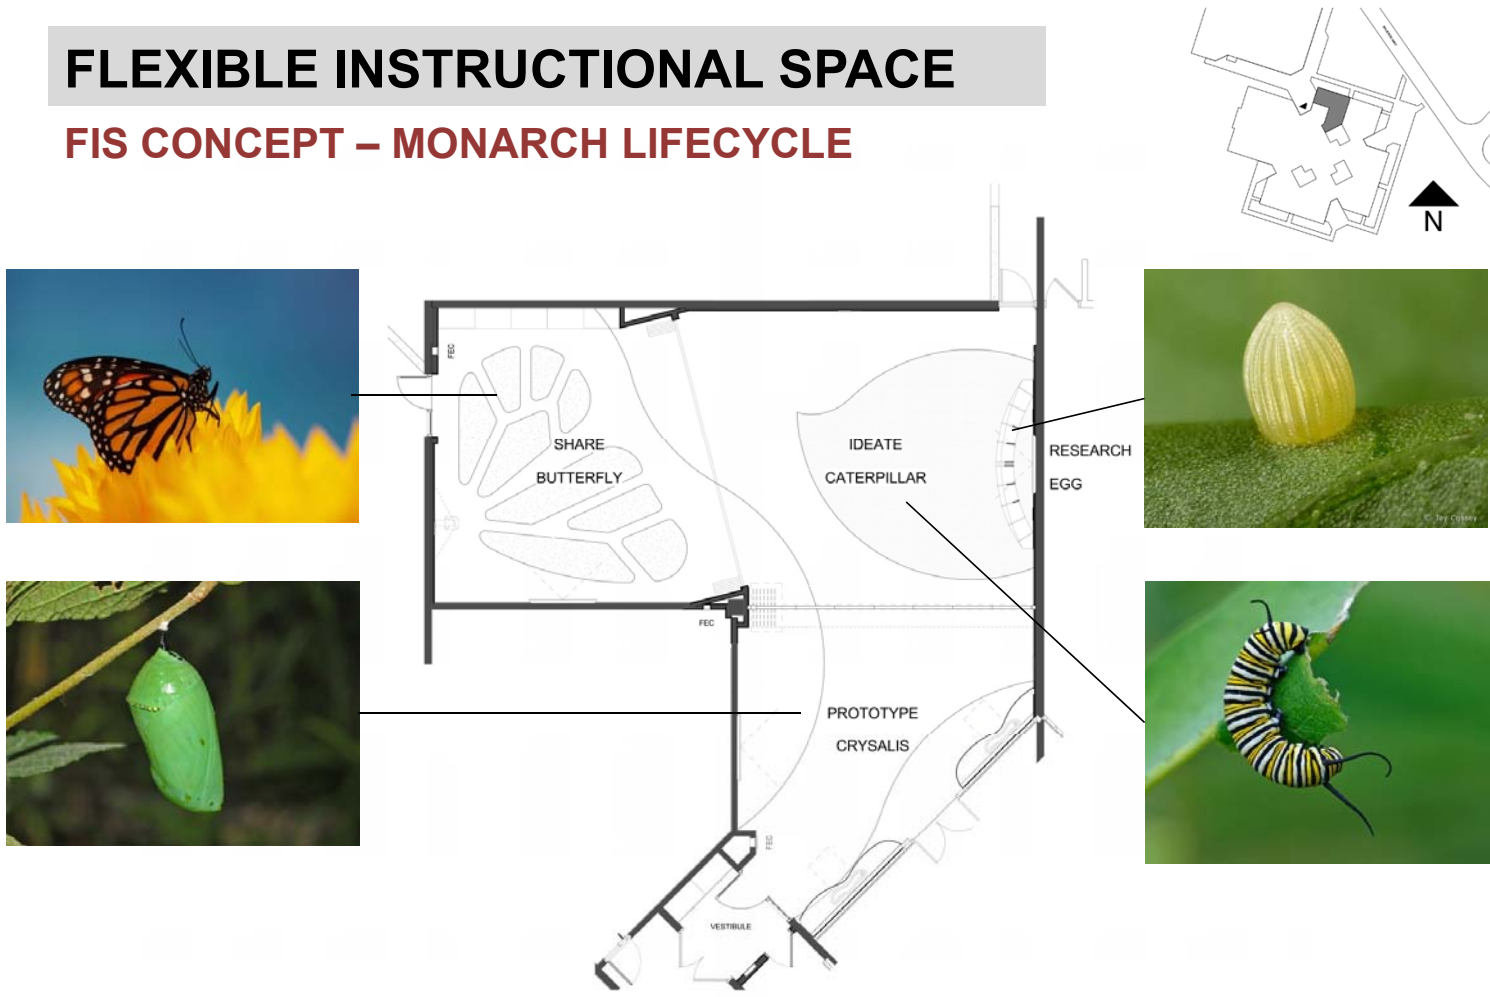 FLEXIBLE INSTRUCTIONAL SPACE
FIS CONCEPT – MONARCH LIFECYCLE
N
FEC
SHARE
BUTTERFLY
IDEATE
CATERPILLAR
RESEARCH
EGG
FEC
PROTOTYPE
CRYSALIS
FEC
VESTIBULE